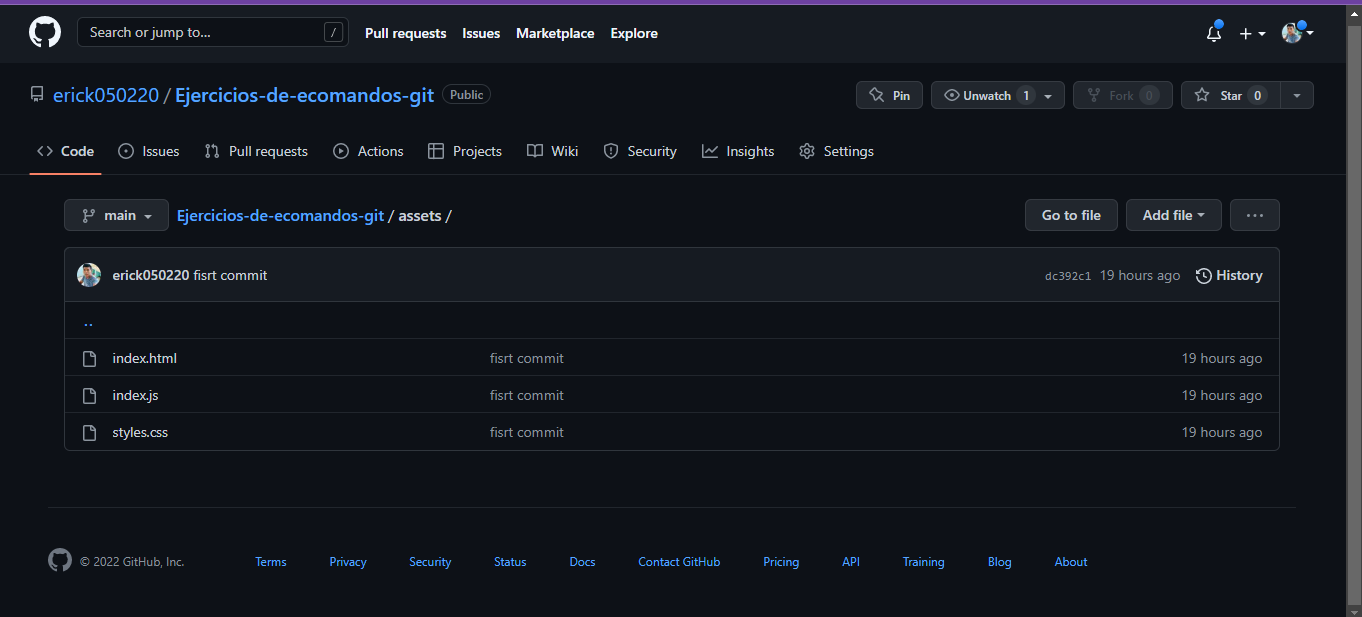 Search or jump to... /
Pull requests Issues Marketplace Explore
erick050220 / Ejercicios-de-ecomandos-git Public
Pin Unwatch 1 Fork 0 Star 0
Code Issues Pull requests Actions Projects Wiki Security Insights Settings
main Ejercicios-de-ecomandos-git / assets / Go to file Add file ...
erick050220 fisrt commit dc392c1 19 hours ago History
..
index.html fisrt commit 19 hours ago
index.js fisrt commit 19 hours ago
styles.css fisrt commit 19 hours ago
© 2022 GitHub, Inc. Terms Privacy Security Status Docs Contact GitHub Pricing API Training Blog About